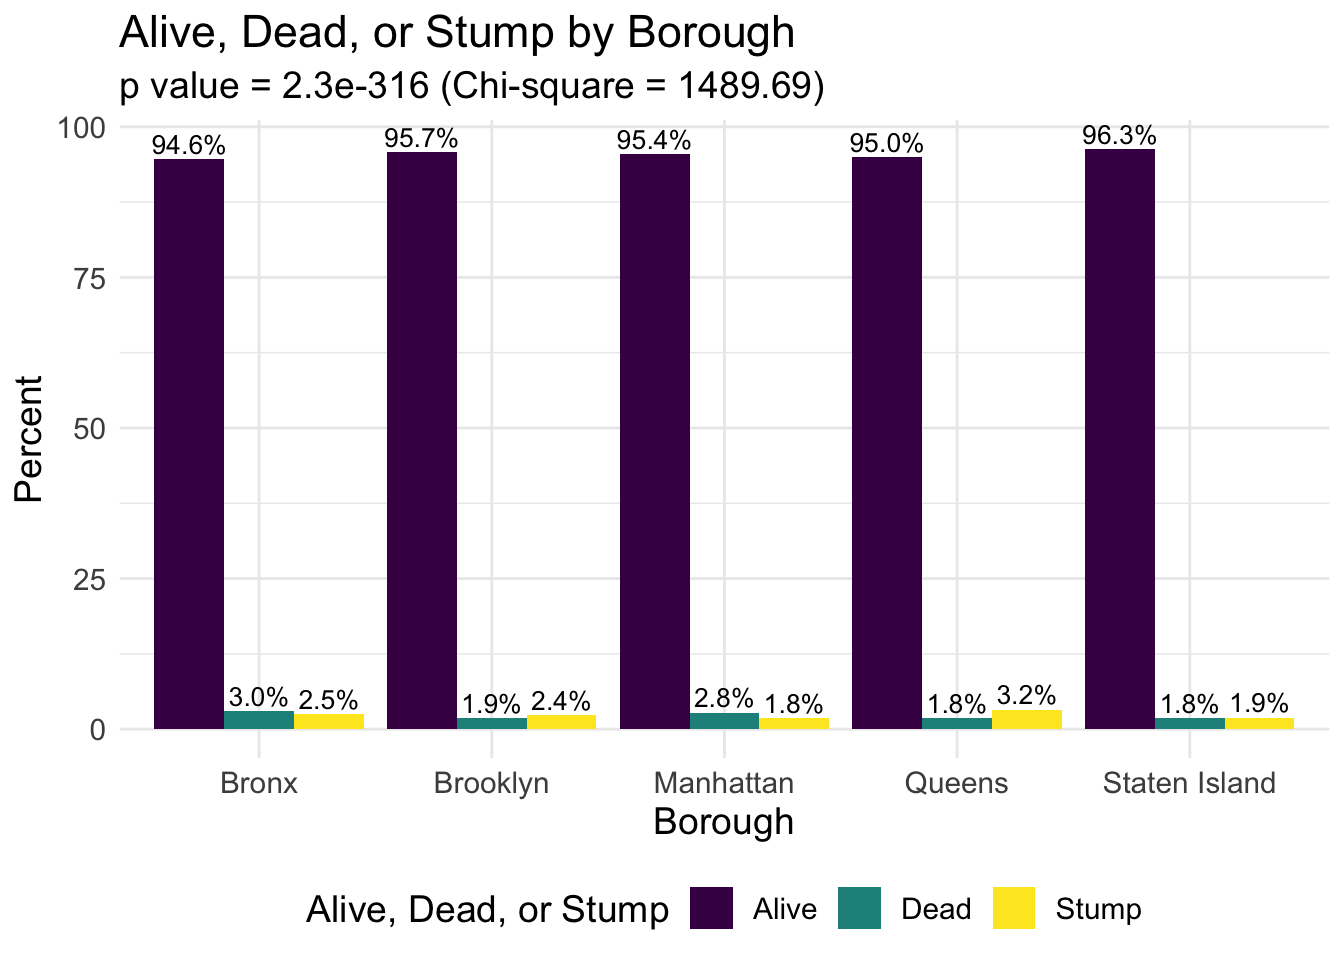 Alive, Dead, or Stump by Borough
p value = 2.3e-316 (Chi-square = 1489.69)
Percent
100
75
50
25
0
94.6%
3.0%
2.5%
95.7%
1.9%
2.4%
95.4%
2.8%
1.8%
95.0%
1.8%
3.2%
96.3%
1.8%
1.9%
Bronx
Brooklyn
Manhattan
Queens
Staten Island
Borough
Alive, Dead, or Stump
Alive
Dead
Stump